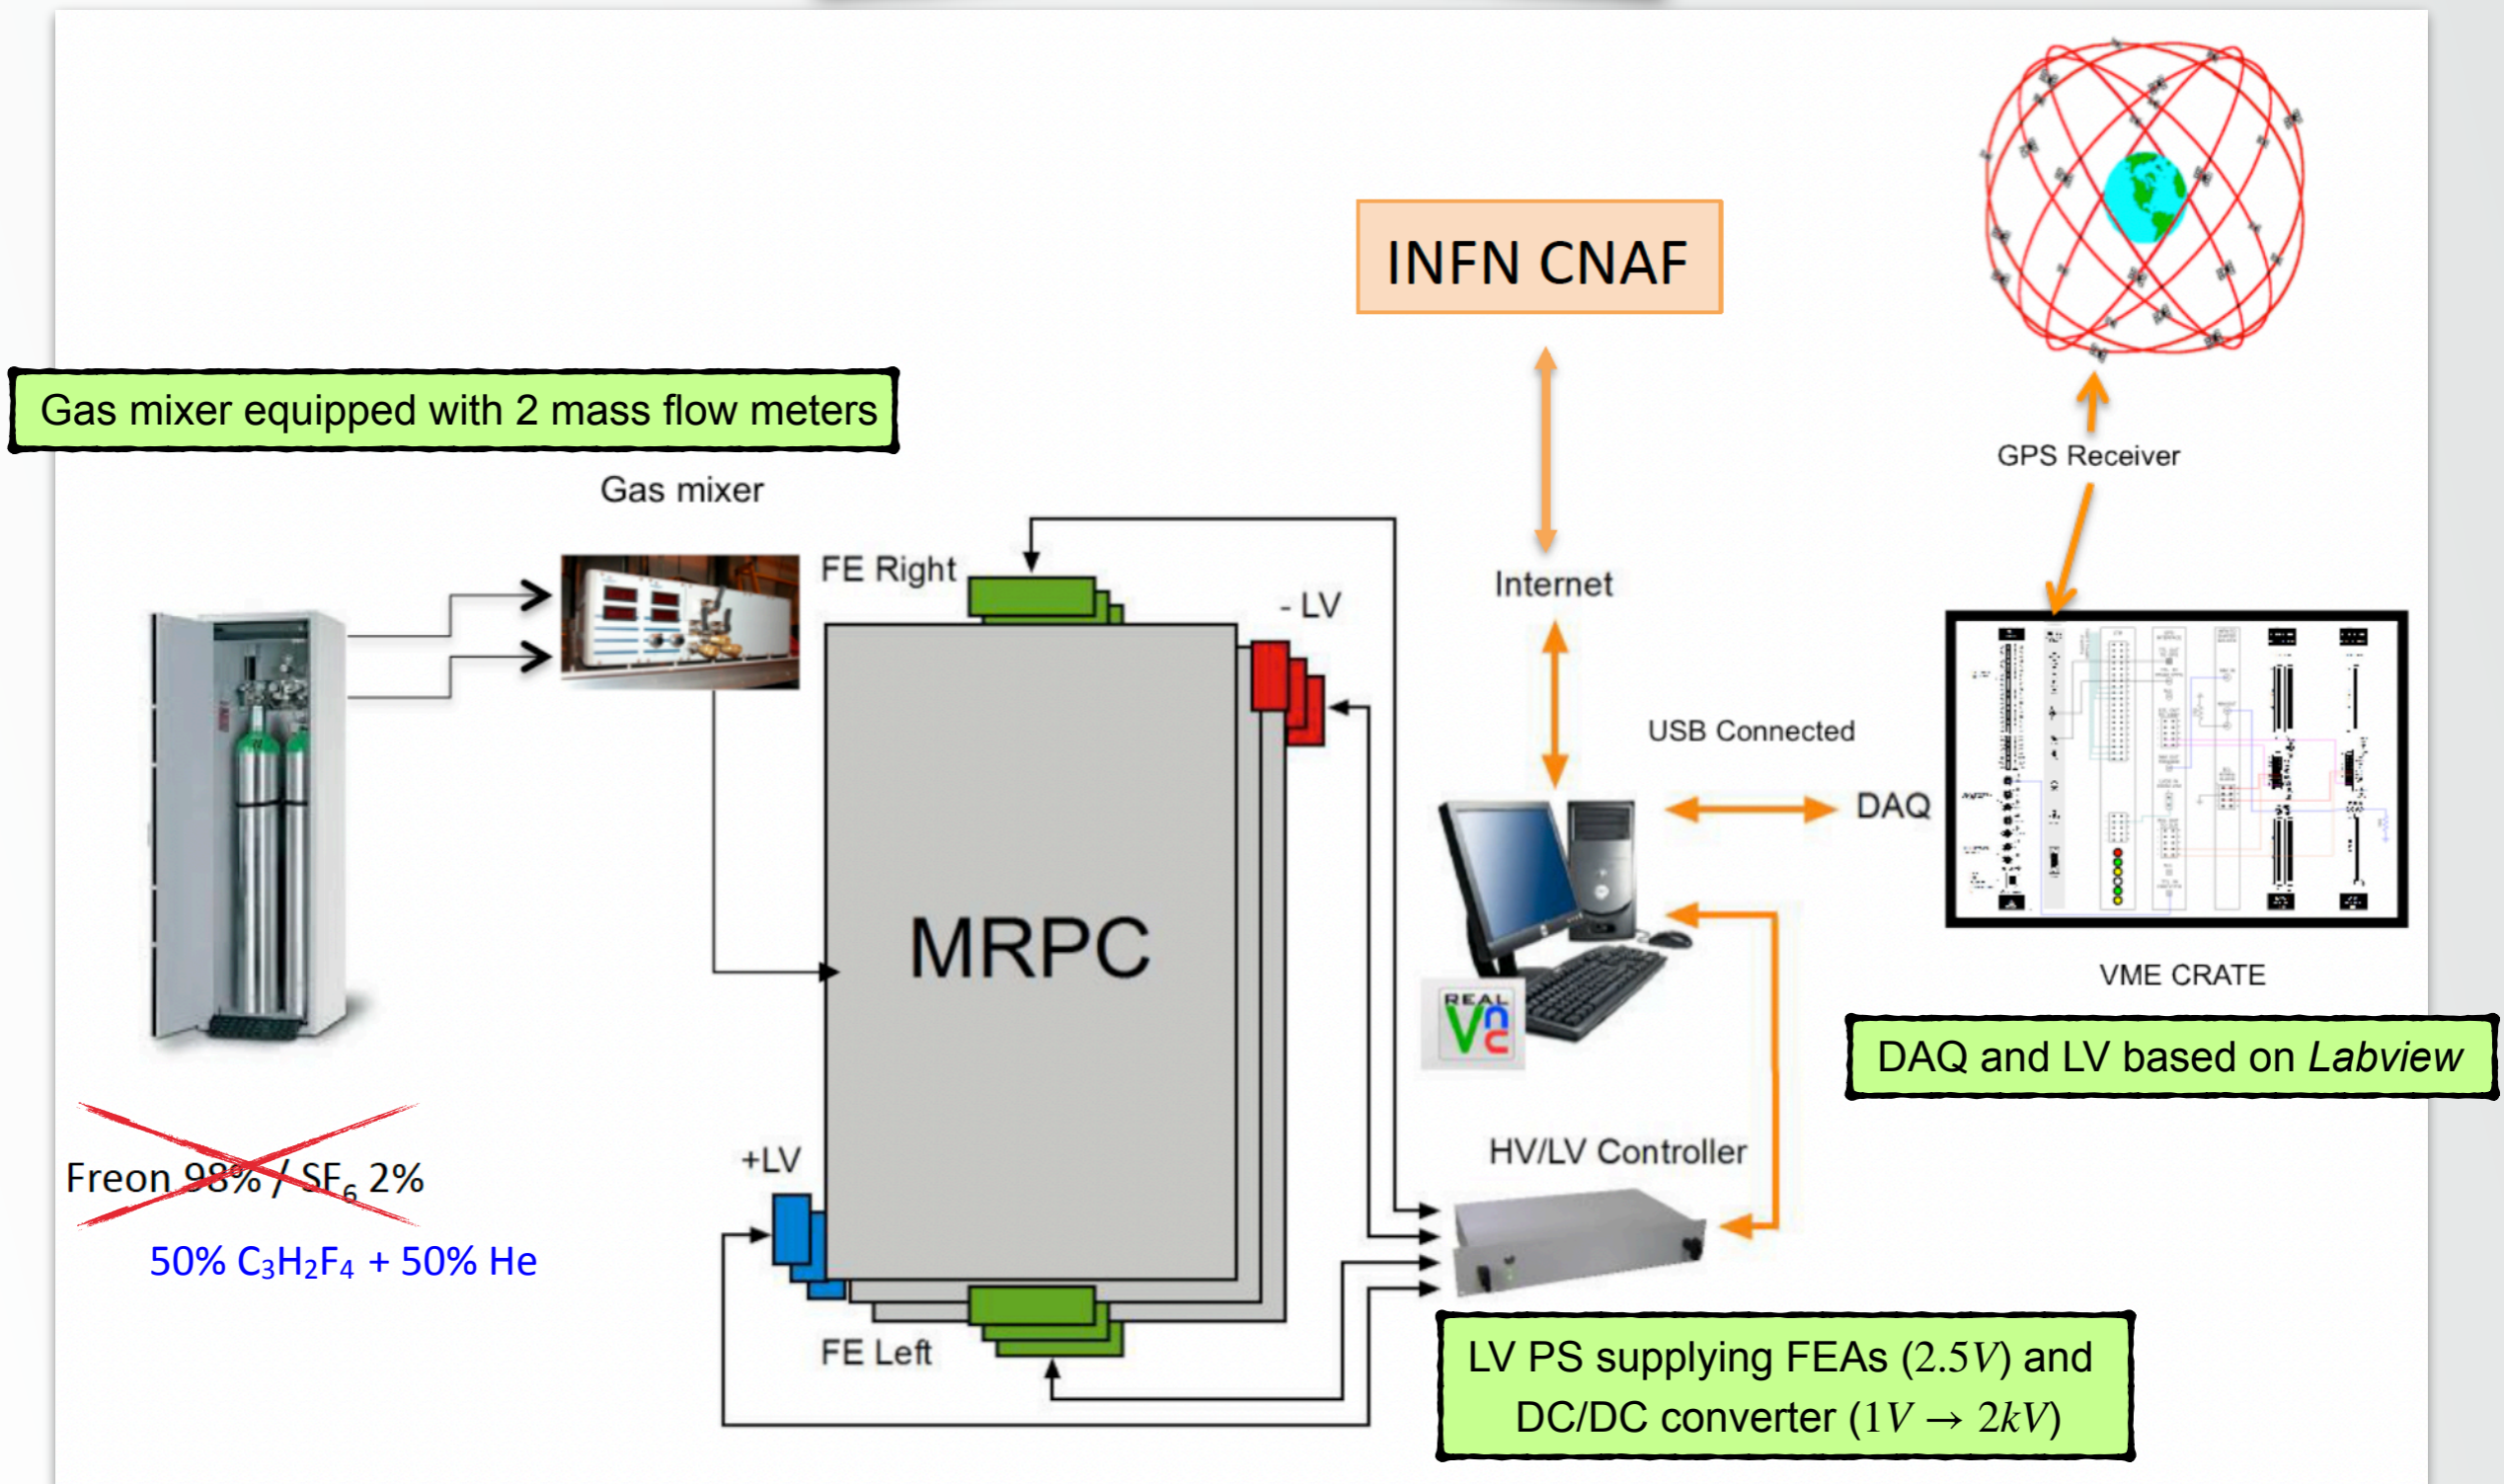 INFN CNAF
Gas mixer equipped with 2 mass flow meters
GPS Receiver
Gas mixer
FE Right
- LV
Internet
USB Connected
DAQ
MRPC
VME CRATE
REAL
Vnc
DAQ and LV based on Labview
HV/LV Controller
+LV
Freon 98% / SF₆ 2%
50% C₃H₂F₄ + 50% He
FE Left
LV PS supplying FEAs (2.5V) and
DC/DC converter (1V → 2kV)